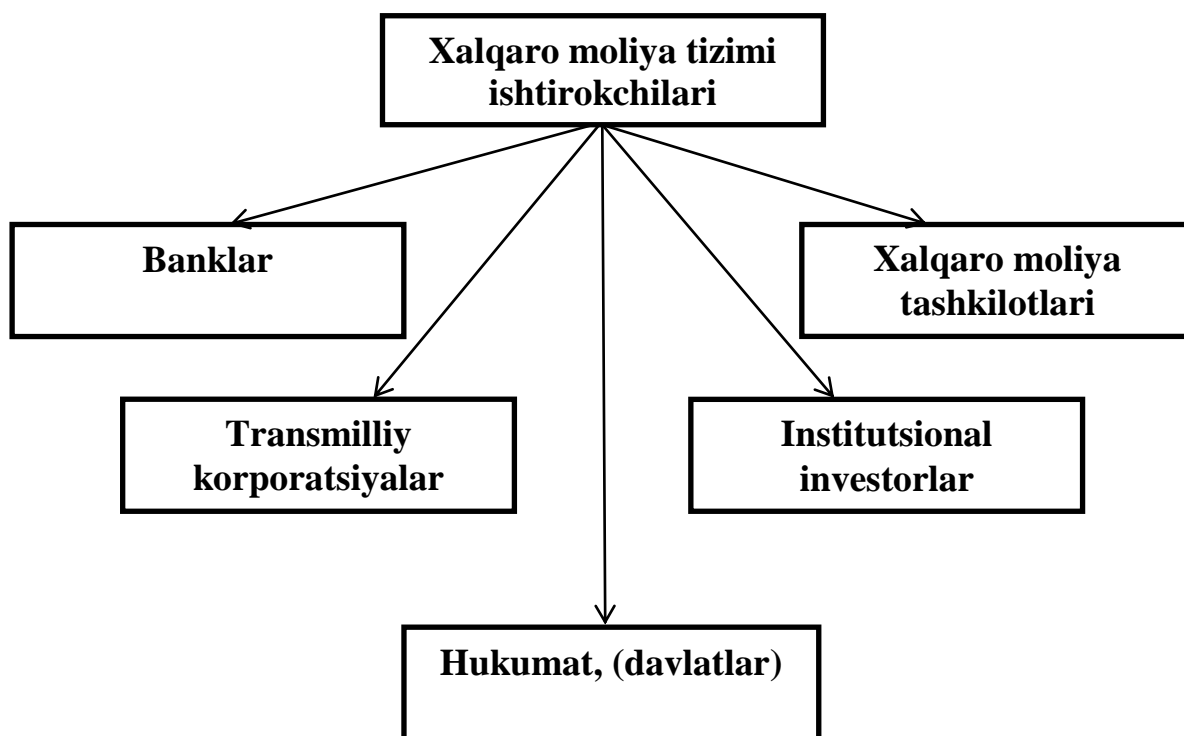 Xalqaro moliya tizimi
ishtirokchilari
Banklar
Xalqaro moliya
tashkilotlari
Transmilliy
korporatsiyalar
Institutsional
investorlar
Hukumat, (davlatlar)